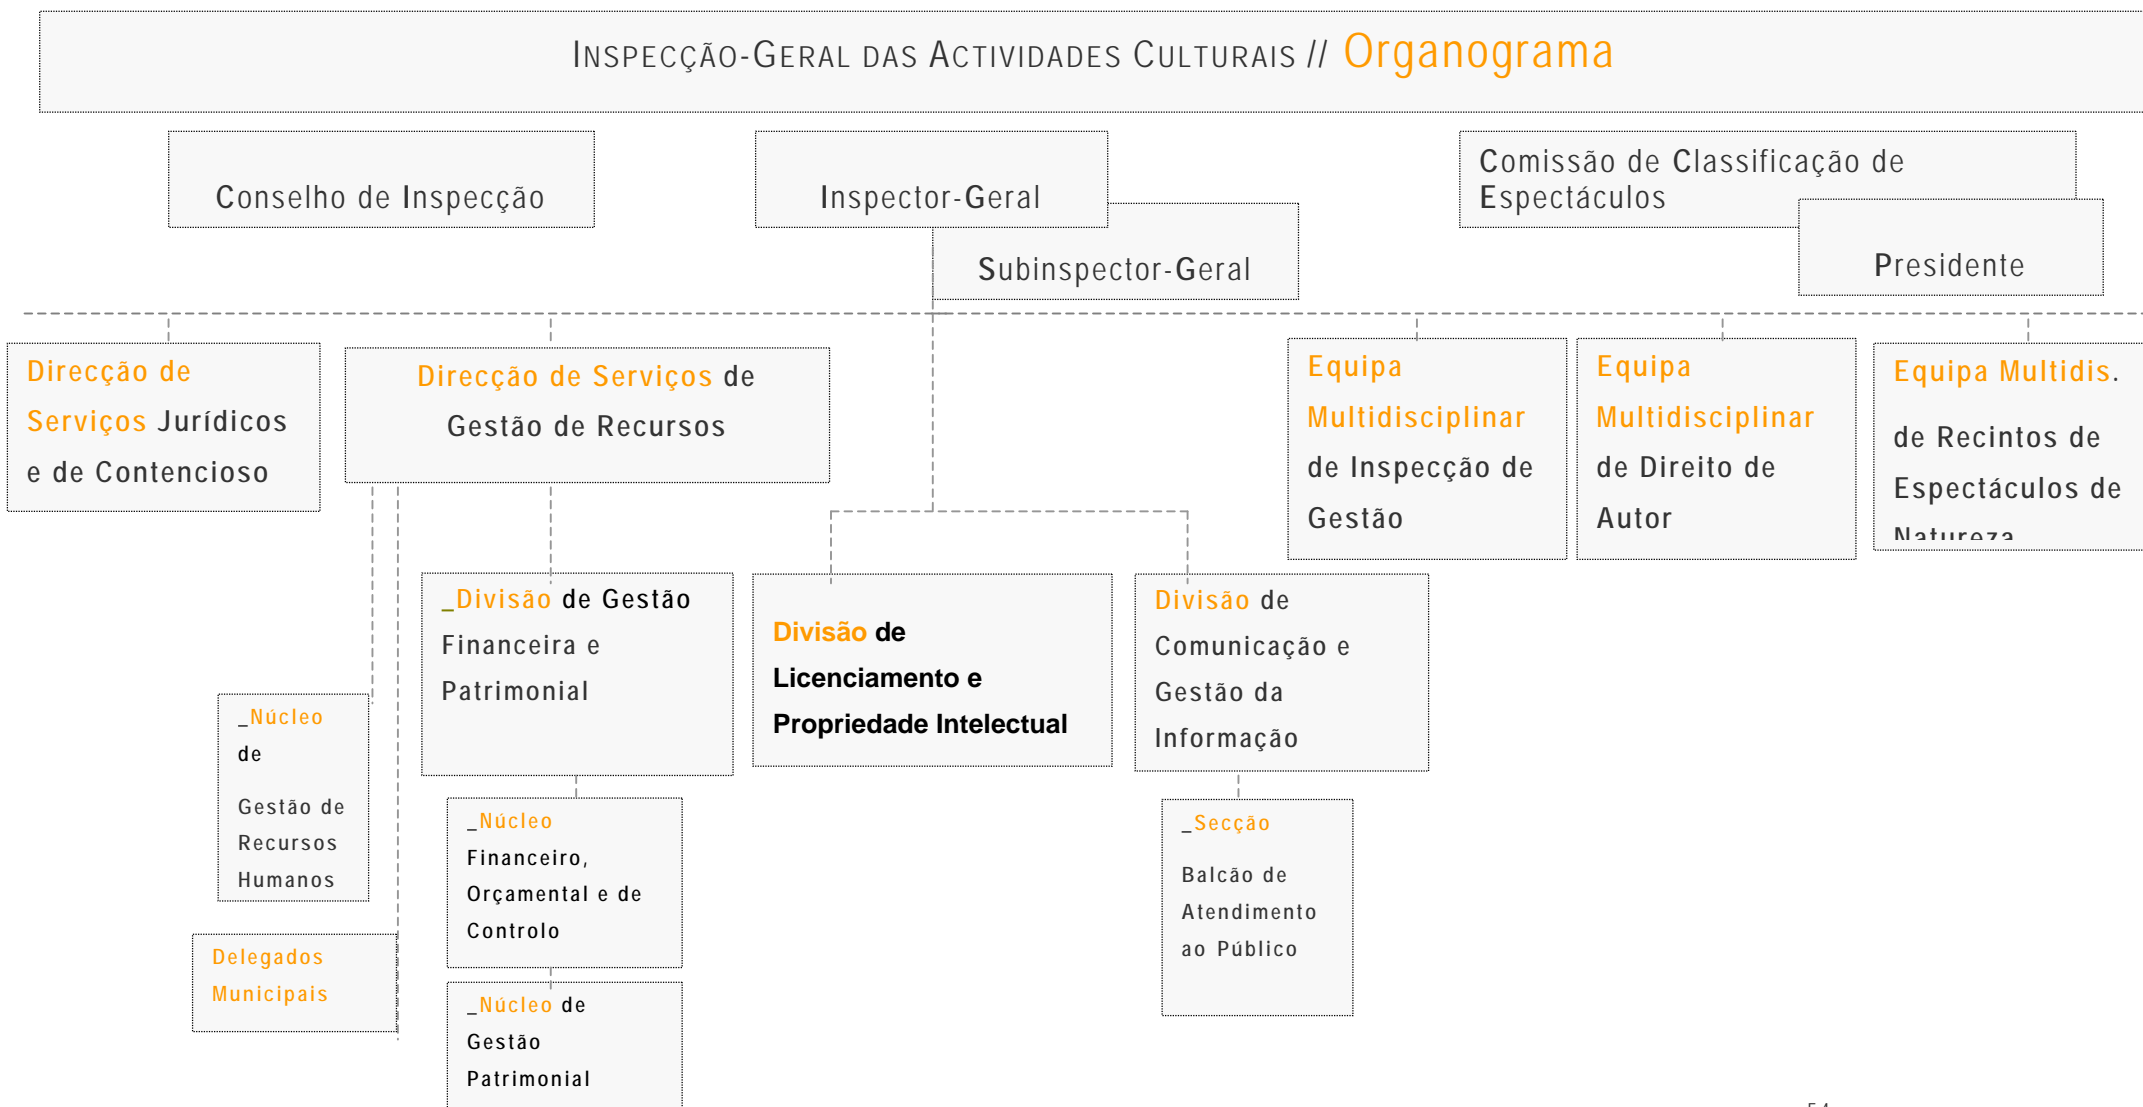 INSPECÇÃO-GERAL DAS ACTIVIDADES CULTURAIS // Organograma
Conselho de Inspecção
Inspector-Geral
Subinspector-Geral
Comissão de Classificação de
Espectáculos
Presidente
Direcção de
Serviços Jurídicos
e de Contencioso
Direcção de Serviços de
Gestão de Recursos
Equipa
Multidisciplinar
de Inspecção de
Gestão
Equipa
Multidisciplinar
de Direito de
Autor
Equipa Multidis.
de Recintos de
Espectáculos de
Natureza
_Divisão de Gestão
Financeira e
Patrimonial
Divisão de
Licenciamento e
Propriedade Intelectual
Divisão de
Comunicação e
Gestão da
Informação
_Núcleo
de
Gestão de
Recursos
Humanos
_Núcleo
Financeiro,
Orçamental e de
Controlo
_Secção
Balcão de
Atendimento
ao Público
Delegados
Municipais
_Núcleo de
Gestão
Patrimonial
54